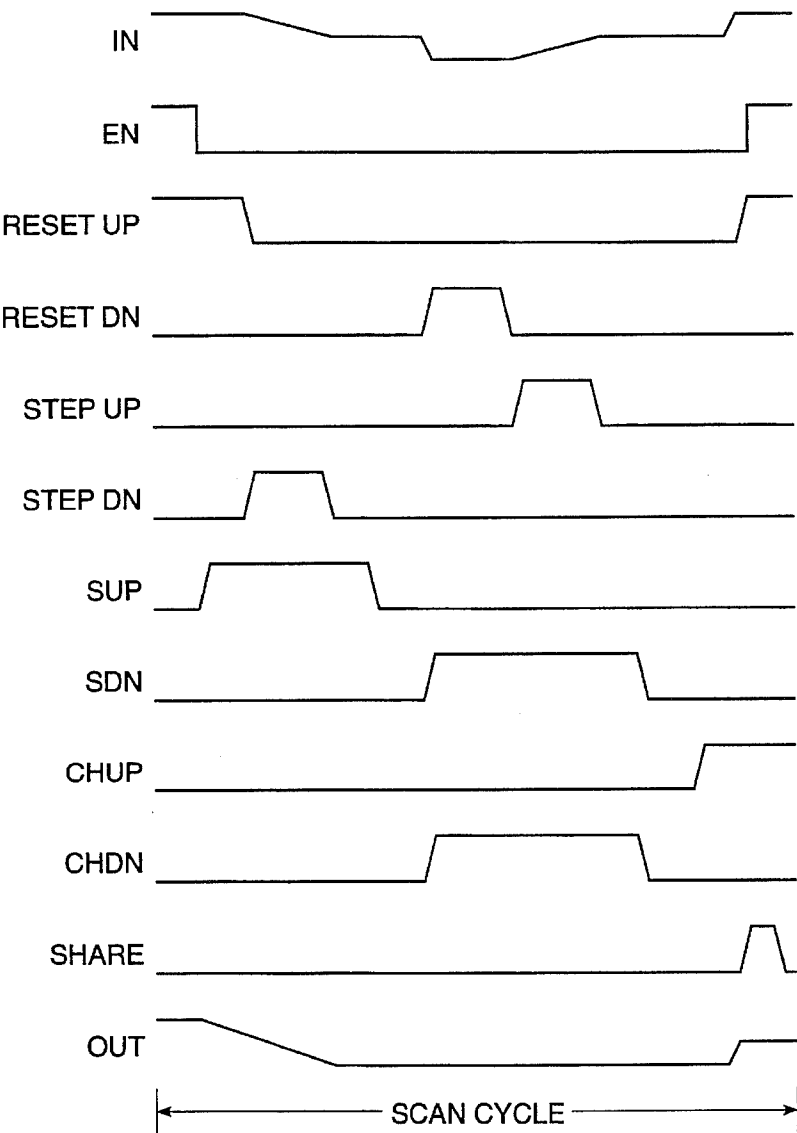 IN
EN
RESET UP
RESET DN
STEP UP
STEP DN
SUP
SDN
CHUP
CHDN
SHARE
OUT
SCAN CYCLE